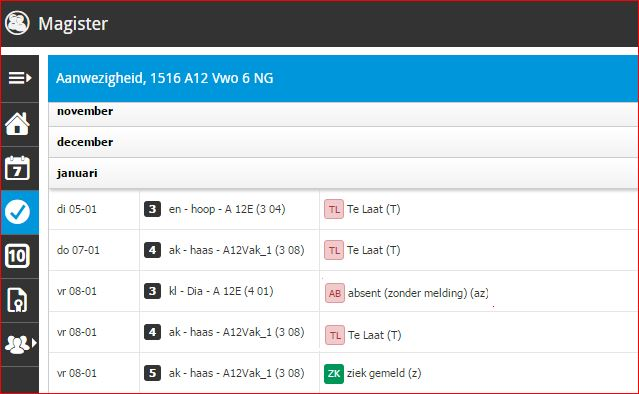 Magister
Aanwezigheid, 1516 A12 Vwo 6 NG
november
december
januari
di 05-01 3 en - hoop - A 12E (3 04) TL Te Laat (T)
do 07-01 4 ak - haas - A12Vak_1 (3 08) TL Te Laat (T)
vr 08-01 3 kl - Dia - A 12E (4 01) AB absent (zonder melding) (az)
vr 08-01 4 ak - haas - A12Vak_1 (3 08) TL Te Laat (T)
vr 08-01 5 ak - haas - A12Vak_1 (3 08) ZK ziek gemeld (z)
7
10